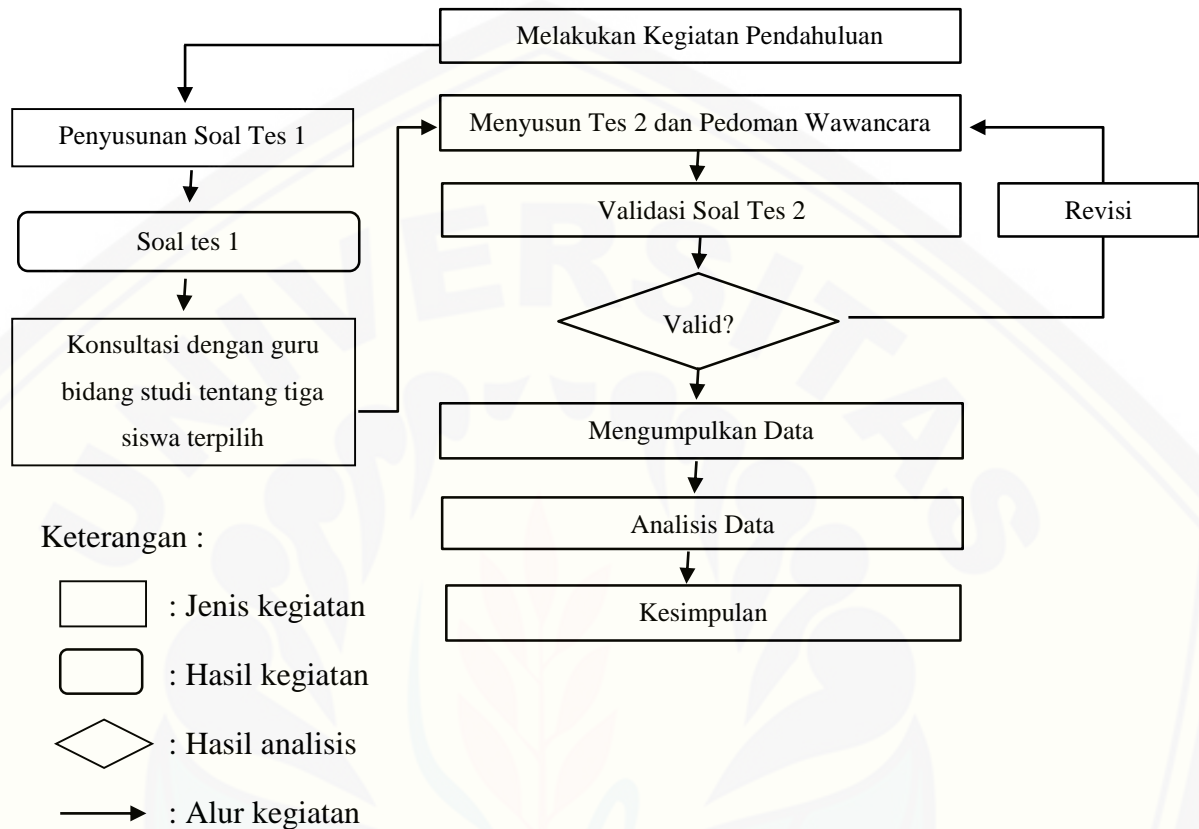 Melakukan Kegiatan Pendahuluan
Penyusunan Soal Tes 1
Soal tes 1
Konsultasi dengan guru
bidang studi tentang tiga
siswa terpilih
Menyusun Tes 2 dan Pedoman Wawancara
Validasi Soal Tes 2
Revisi
Valid?
Mengumpulkan Data
Analisis Data
Kesimpulan
Keterangan :
: Jenis kegiatan
: Hasil kegiatan
: Hasil analisis
: Alur kegiatan
UNIVERSITAS